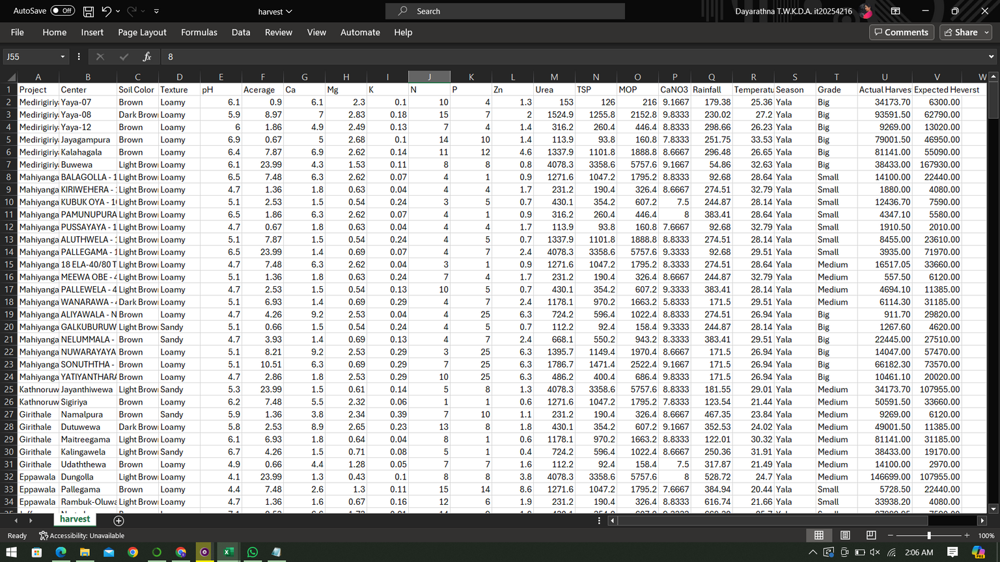 AutoSave Off harvest Search Dayarathna T.W.K.D.A. it20254216
File Home Insert Page Layout Formulas Data Review View Automate Help Comments Share
J55 fx 8
A B C D E F G H I J K L M N O P Q R S T U V W
1 Project Center Soil Color Texture pH Acerage Ca Mg K N P Zn Urea TSP MOP CaNO3 Rainfall Temperatu Season Grade Actual Harves Expected Heverst
2 Medirigiriy Yaya-07 Brown Loamy 6.1 0.9 6.1 2.3 0.1 10 4 1.3 153 126 216 9.1667 179.38 25.36 Yala Big 34173.70 6300.00
3 Medirigiriy Yaya-08 Dark Brow Loamy 5.9 8.97 7 2.83 0.18 15 7 2 1524.9 1255.8 2152.8 9.8333 230.02 27.2 Yala Big 93591.50 62790.00
4 Medirigiriy Yaya-12 Brown Loamy 6 1.86 4.9 2.49 0.13 7 4 1.4 316.2 260.4 446.4 8.8333 298.66 26.23 Yala Big 9269.00 13020.00
5 Medirigiriy Jayagampura Brown Loamy 6.9 0.67 5 2.68 0.1 14 10 1.4 113.9 93.8 160.8 7.8333 251.75 33.53 Yala Big 79001.50 46950.00
6 Medirigiriy Kalahagala Brown Loamy 6.4 7.87 6.9 2.62 0.14 11 12 4.6 1337.9 1101.8 1888.8 8.6667 296.48 26.65 Yala Big 81141.00 55090.00
7 Medirigiriy Buwewa Light Brow Loamy 6.1 23.99 4.3 1.53 0.11 8 8 0.8 4078.3 3358.6 5757.6 9.1667 54.86 32.63 Yala Big 38433.00 167930.00
8 Mahiyanga BALAGOLLA - 1 Light Brow Loamy 6.5 7.48 6.3 2.62 0.07 4 1 0.9 1271.6 1047.2 1795.2 8.8333 92.68 28.64 Yala Small 14100.00 22440.00
9 Mahiyanga KIRIWEHERA - Light Brow Loamy 4.7 1.36 1.8 0.63 0.04 4 4 1.7 231.2 190.4 326.4 8.6667 274.51 32.79 Yala Small 1880.00 4080.00
10 Mahiyanga KUBUK OYA - 1 Light Brow Loamy 5.1 2.53 1.5 0.54 0.24 3 5 0.7 430.1 354.2 607.2 7.5 244.87 28.14 Yala Small 12436.70 7590.00
11 Mahiyanga PAMUNUPURA Light Brow Loamy 6.5 1.86 6.3 2.62 0.07 4 1 0.9 316.2 260.4 446.4 8 383.41 28.64 Yala Small 4347.10 5580.00
12 Mahiyanga PUSSAYAYA - 1 Light Brow Loamy 4.7 0.67 1.8 0.63 0.04 4 4 1.7 113.9 93.8 160.8 7.6667 92.68 32.79 Yala Small 1910.50 2010.00
13 Mahiyanga ALUTHWELA - 1 Light Brow Loamy 5.1 7.87 1.5 0.54 0.24 4 5 0.7 1337.9 1101.8 1888.8 8.8333 274.51 28.14 Yala Small 8455.00 23610.00
14 Mahiyanga PALLEGAMA - 1 Light Brow Loamy 6.5 23.99 1.4 0.69 0.07 4 7 2.4 4078.3 3358.6 5757.6 9.3333 92.68 29.51 Yala Small 3935.00 71970.00
15 Mahiyanga 18 ELA-40/80 T Light Brow Loamy 4.7 7.48 6.3 2.62 0.04 3 1 0.9 1271.6 1047.2 1795.2 8.3333 274.51 28.64 Yala Medium 16517.05 33660.00
16 Mahiyanga MEEWA OBE - 4 Light Brow Loamy 5.1 1.36 1.8 0.63 0.24 7 4 1.7 231.2 190.4 326.4 8.6667 244.87 32.79 Yala Medium 557.50 6120.00
17 Mahiyanga PALLEWELA - 4 Light Brow Loamy 4.7 2.53 1.5 0.54 0.13 10 5 0.7 430.1 354.2 607.2 9.3333 383.41 28.14 Yala Medium 4694.10 11385.00
18 Mahiyanga WANARAWA - 4 Dark Brow Loamy 5.1 6.93 1.4 0.69 0.29 4 7 2.4 1178.1 970.2 1663.2 5.8333 171.5 29.51 Yala Medium 6114.30 31185.00
19 Mahiyanga ALIYAWALA - N Brown Loamy 4.7 4.26 9.2 2.53 0.04 4 25 6.3 724.2 596.4 1022.4 8.8333 274.51 26.94 Yala Big 911.70 29820.00
20 Mahiyanga GALKUBURUW Light Brow Sandy 5.1 0.66 1.5 0.54 0.24 4 5 0.7 112.2 92.4 158.4 9.3333 244.87 28.14 Yala Big 1267.60 4620.00
21 Mahiyanga NELUMMALA - Brown Sandy 4.7 3.93 1.4 0.69 0.13 4 7 2.4 668.1 550.2 943.2 8.3333 383.41 29.51 Yala Big 22445.00 27510.00
22 Mahiyanga NUWARAYAYA Brown Loamy 5.1 8.21 9.2 2.53 0.29 3 25 6.3 1395.7 1149.4 1970.4 8.6667 171.5 26.94 Yala Big 14047.00 57470.00
23 Mahiyanga SONUTHTHA - Brown Loamy 5.1 10.51 6.3 0.69 0.29 7 25 6.3 1786.7 1471.4 2522.4 9.1667 171.5 26.94 Yala Big 66182.30 73570.00
24 Mahiyanga YATIYANTHARA Brown Loamy 4.7 2.86 1.8 2.53 0.29 10 25 6.3 486.2 400.4 686.4 9.8333 171.5 26.94 Yala Big 10461.10 20020.00
25 Kathnoruw Jayanthiwewa Light Brow Sandy 5.3 23.99 1.5 0.61 0.14 5 8 1.3 4078.3 3358.6 5757.6 8.8333 181.55 29.01 Yala Medium 34173.70 107955.00
26 Kathnoruw Sigiriya Brown Loamy 6.2 7.48 5.5 2.32 0.06 1 1 0.6 1271.6 1047.2 1795.2 7.8333 123.54 21.44 Yala Medium 50591.50 33660.00
27 Girithale Namalpura Brown Sandy 5.9 1.36 3.8 2.34 0.39 7 10 1.1 231.2 190.4 326.4 8.6667 467.35 23.84 Yala Medium 9269.00 6120.00
28 Girithale Dutuwewa Dark Brow Loamy 5.8 2.53 8.9 2.65 0.23 13 8 1.8 430.1 354.2 607.2 9.1667 352.53 24.02 Yala Medium 49001.50 11385.00
29 Girithale Maitreegama Light Brow Loamy 6.1 6.93 1.8 0.64 0.04 8 1 0.6 1178.1 970.2 1663.2 8.8333 122.01 30.32 Yala Medium 81141.00 31185.00
30 Girithale Kalingawela Light Brow Sandy 6.7 4.26 1.5 0.71 0.08 5 1 0.4 724.2 596.4 1022.4 8.6667 250.36 31.91 Yala Medium 38433.00 19170.00
31 Girithale Udaththewa Brown Loamy 4.9 0.66 4.4 1.28 0.05 7 7 1.6 112.2 92.4 158.4 7.5 317.87 21.49 Yala Medium 14100.00 2970.00
32 Eppawala Dungolla Light Brow Loamy 4.1 23.99 1.3 0.43 0.1 8 8 3.8 4078.3 3358.6 5757.6 8 528.72 24.7 Yala Medium 146699.00 107955.00
33 Eppawala Pallegama Brown Loamy 4.4 7.48 2.6 1.3 0.11 15 14 8.6 1271.6 1047.2 1795.2 7.6667 384.94 20.44 Yala Small 5728.50 22440.00
34 Eppawala Rambuk-Oluwa Light Brow Loamy 4.7 1.36 1.6 0.67 0.16 12 6 1.9 231.2 190.4 326.4 8.8333 616.74 21.66 Yala Small 33938.20 4080.00
harvest
Ready Accessibility: Unavailable 100%
2:06 AM